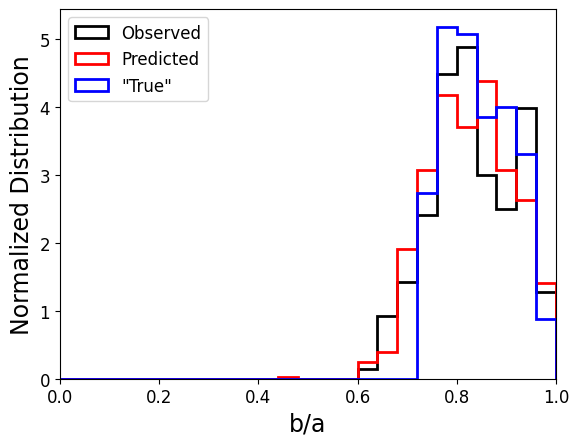 Observed
Predicted
"True"
Normalized Distribution
5
4
3
2
1
0
0.0 0.2 0.4 0.6 0.8 1.0
b/a